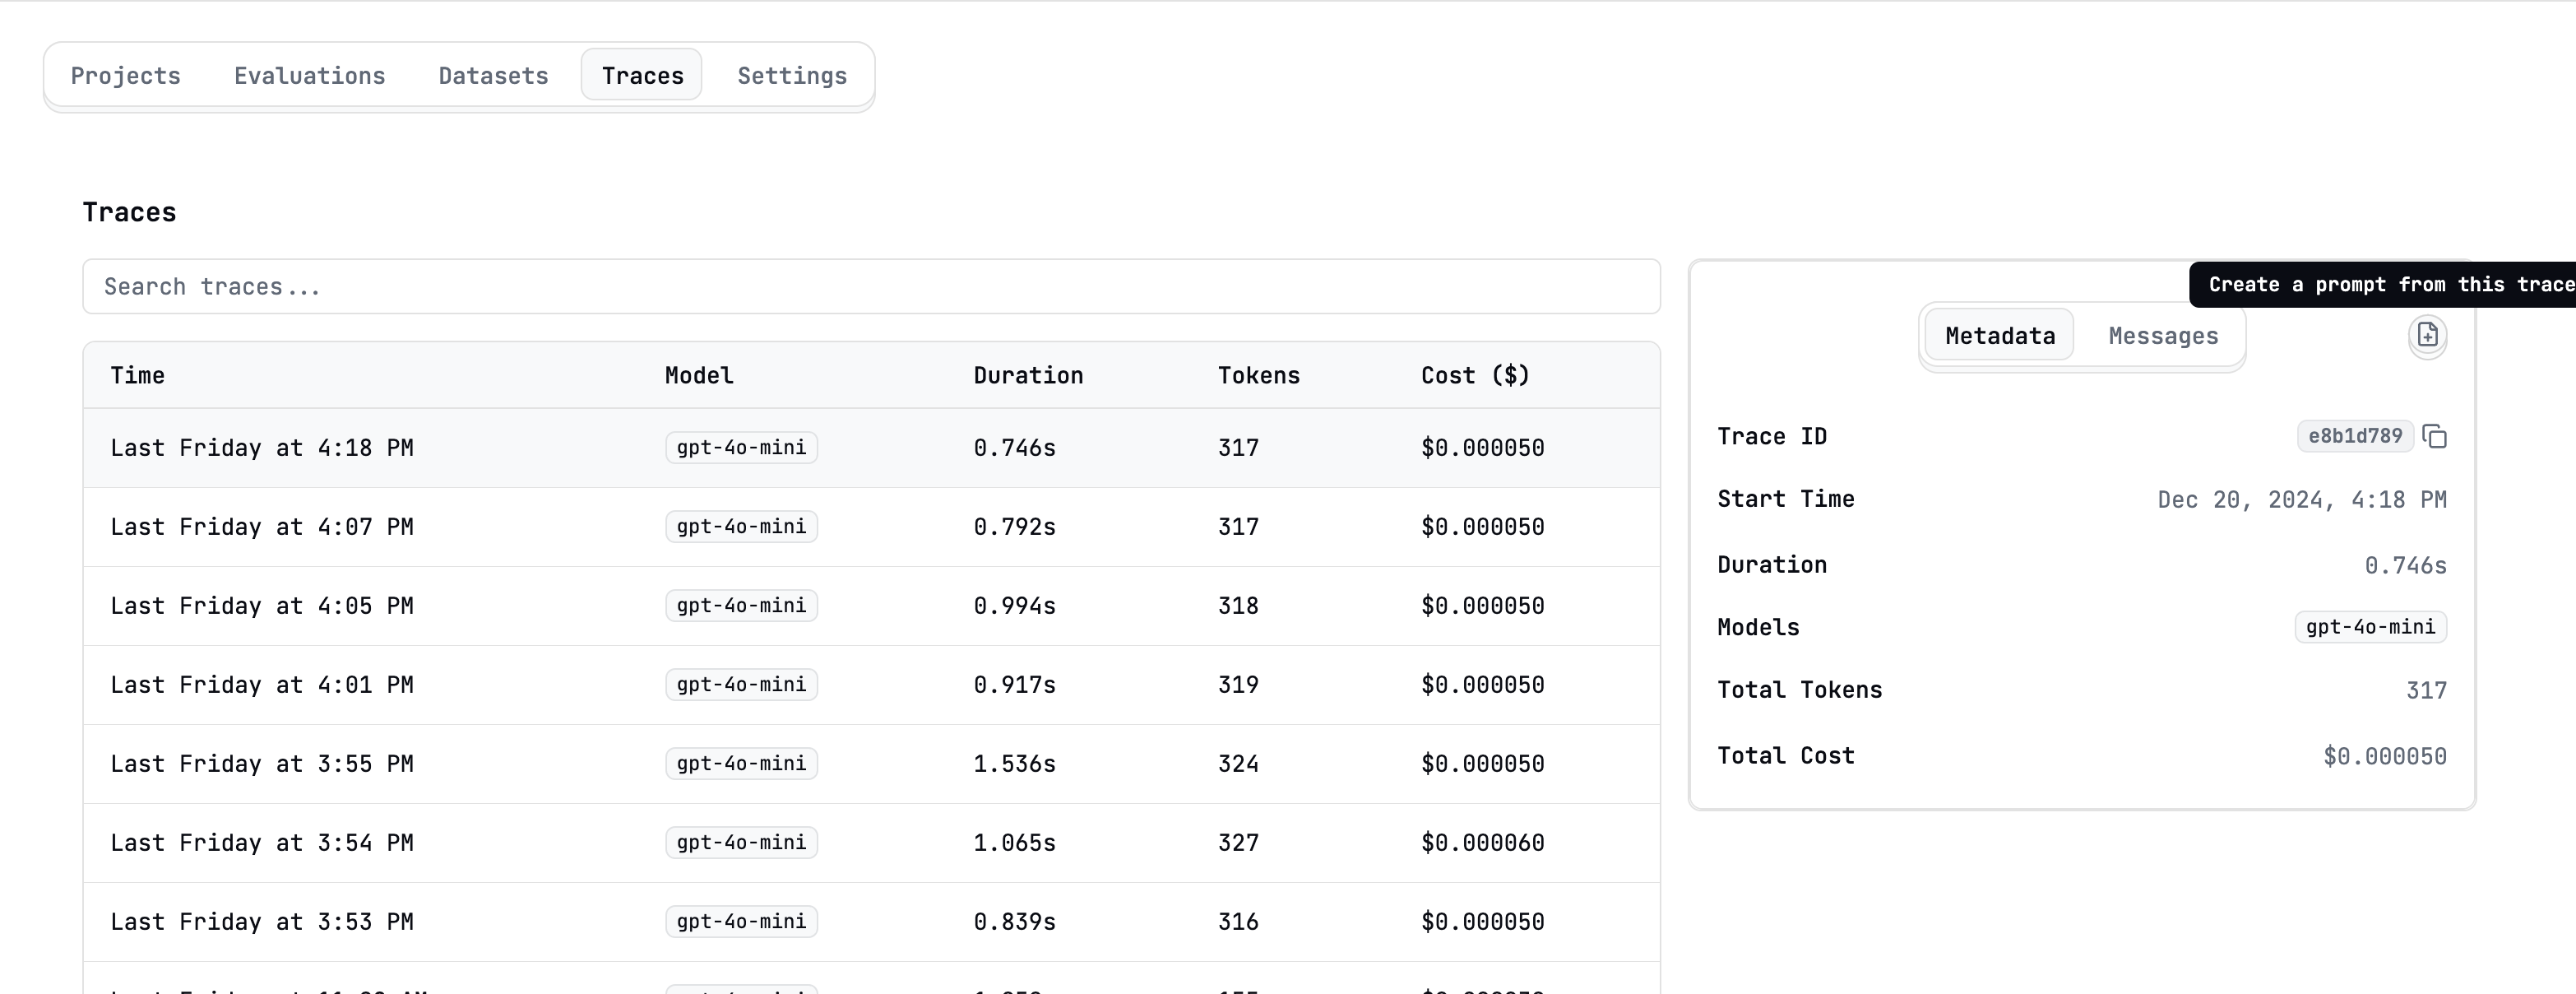 Projects Evaluations Datasets Traces Settings
Traces
Search traces...
Create a prompt from this trace
Metadata Messages
Time Model Duration Tokens Cost ($)
Last Friday at 4:18 PM gpt-4o-mini 0.746s 317 $0.000050
Last Friday at 4:07 PM gpt-4o-mini 0.792s 317 $0.000050
Last Friday at 4:05 PM gpt-4o-mini 0.994s 318 $0.000050
Last Friday at 4:01 PM gpt-4o-mini 0.917s 319 $0.000050
Last Friday at 3:55 PM gpt-4o-mini 1.536s 324 $0.000050
Last Friday at 3:54 PM gpt-4o-mini 1.065s 327 $0.000060
Last Friday at 3:53 PM gpt-4o-mini 0.839s 316 $0.000050
Trace ID e8b1d789
Start Time Dec 20, 2024, 4:18 PM
Duration 0.746s
Models gpt-4o-mini
Total Tokens 317
Total Cost $0.000050